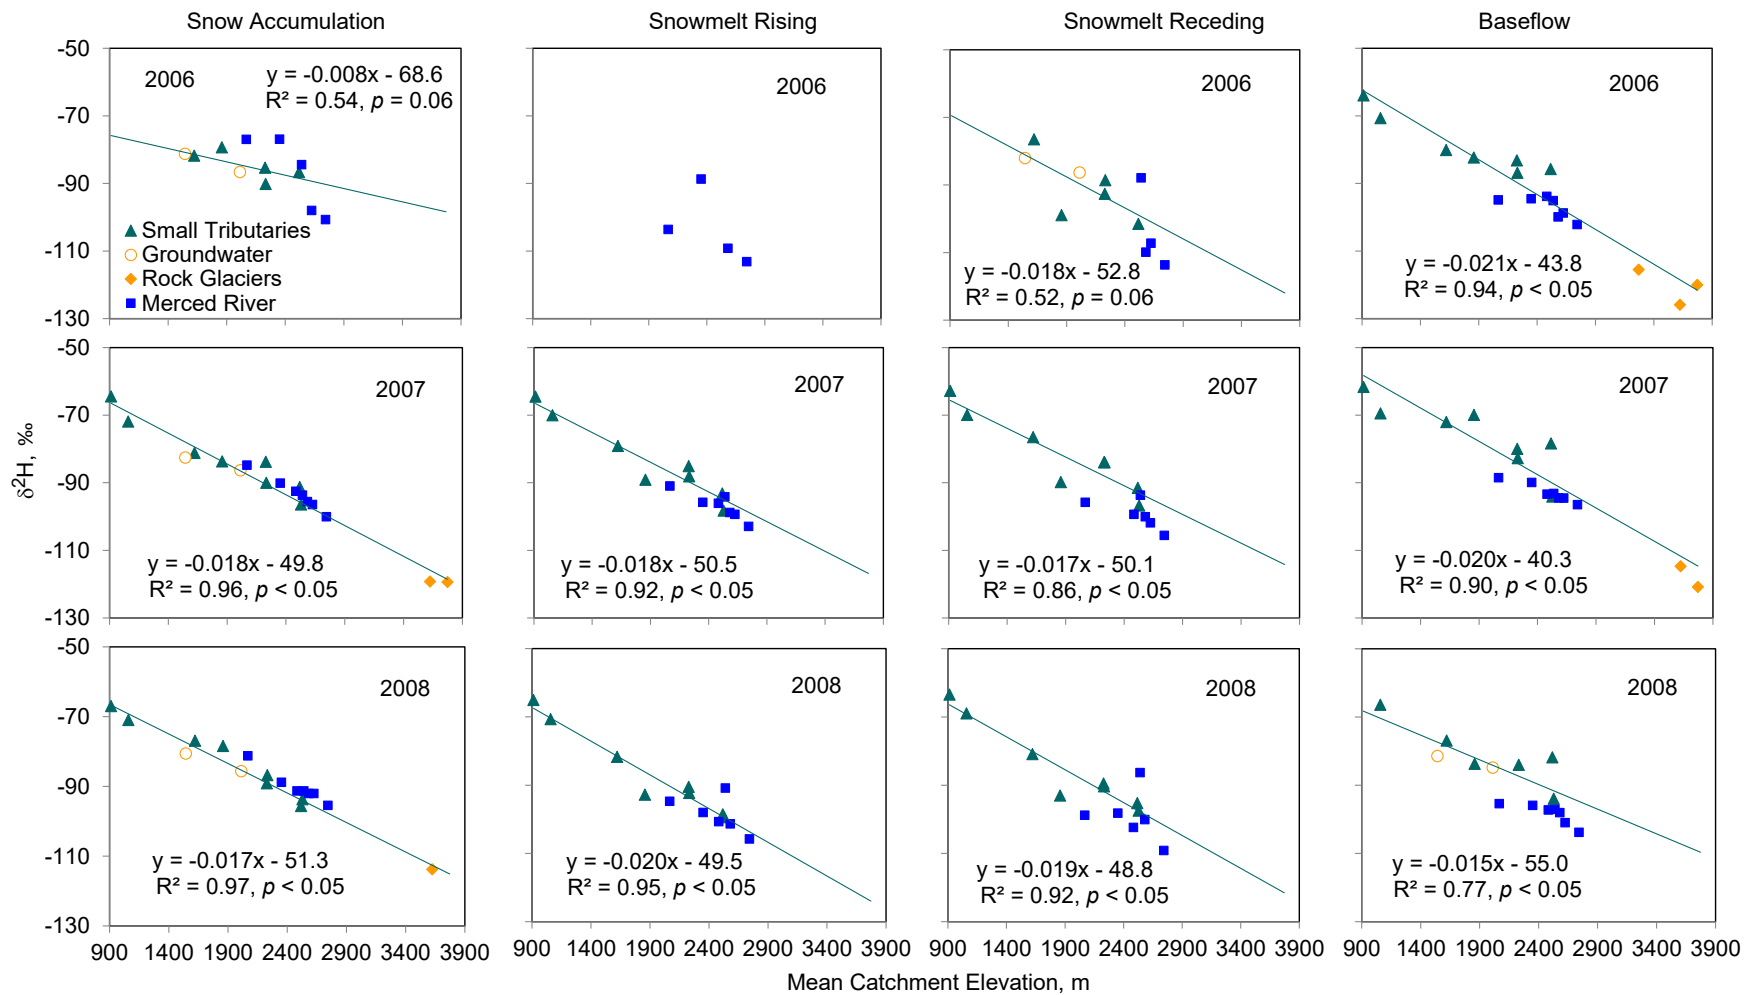 Snow Accumulation
Snowmelt Rising
Snowmelt Receding
Baseflow
-50
-70
-90
-110
-130
2006
y = -0.008x - 68.6
R² = 0.54, p = 0.06
Small Tributaries
Groundwater
Rock Glaciers
Merced River
2006
2006
y = -0.018x - 52.8
R² = 0.52, p = 0.06
2006
y = -0.021x - 43.8
R² = 0.94, p < 0.05
δ²H, ‰
-50
-70
-90
-110
-130
2007
y = -0.018x - 49.8
R² = 0.96, p < 0.05
2007
y = -0.018x - 50.5
R² = 0.92, p < 0.05
2007
y = -0.017x - 50.1
R² = 0.86, p < 0.05
2007
y = -0.020x - 40.3
R² = 0.90, p < 0.05
-50
-70
-90
-110
-130
2008
y = -0.017x - 51.3
R² = 0.97, p < 0.05
2008
y = -0.020x - 49.5
R² = 0.95, p < 0.05
2008
y = -0.019x - 48.8
R² = 0.92, p < 0.05
2008
y = -0.015x - 55.0
R² = 0.77, p < 0.05
900 1400 1900 2400 2900 3400 3900
900 1400 1900 2400 2900 3400 3900
900 1400 1900 2400 2900 3400 3900
900 1400 1900 2400 2900 3400 3900
Mean Catchment Elevation, m